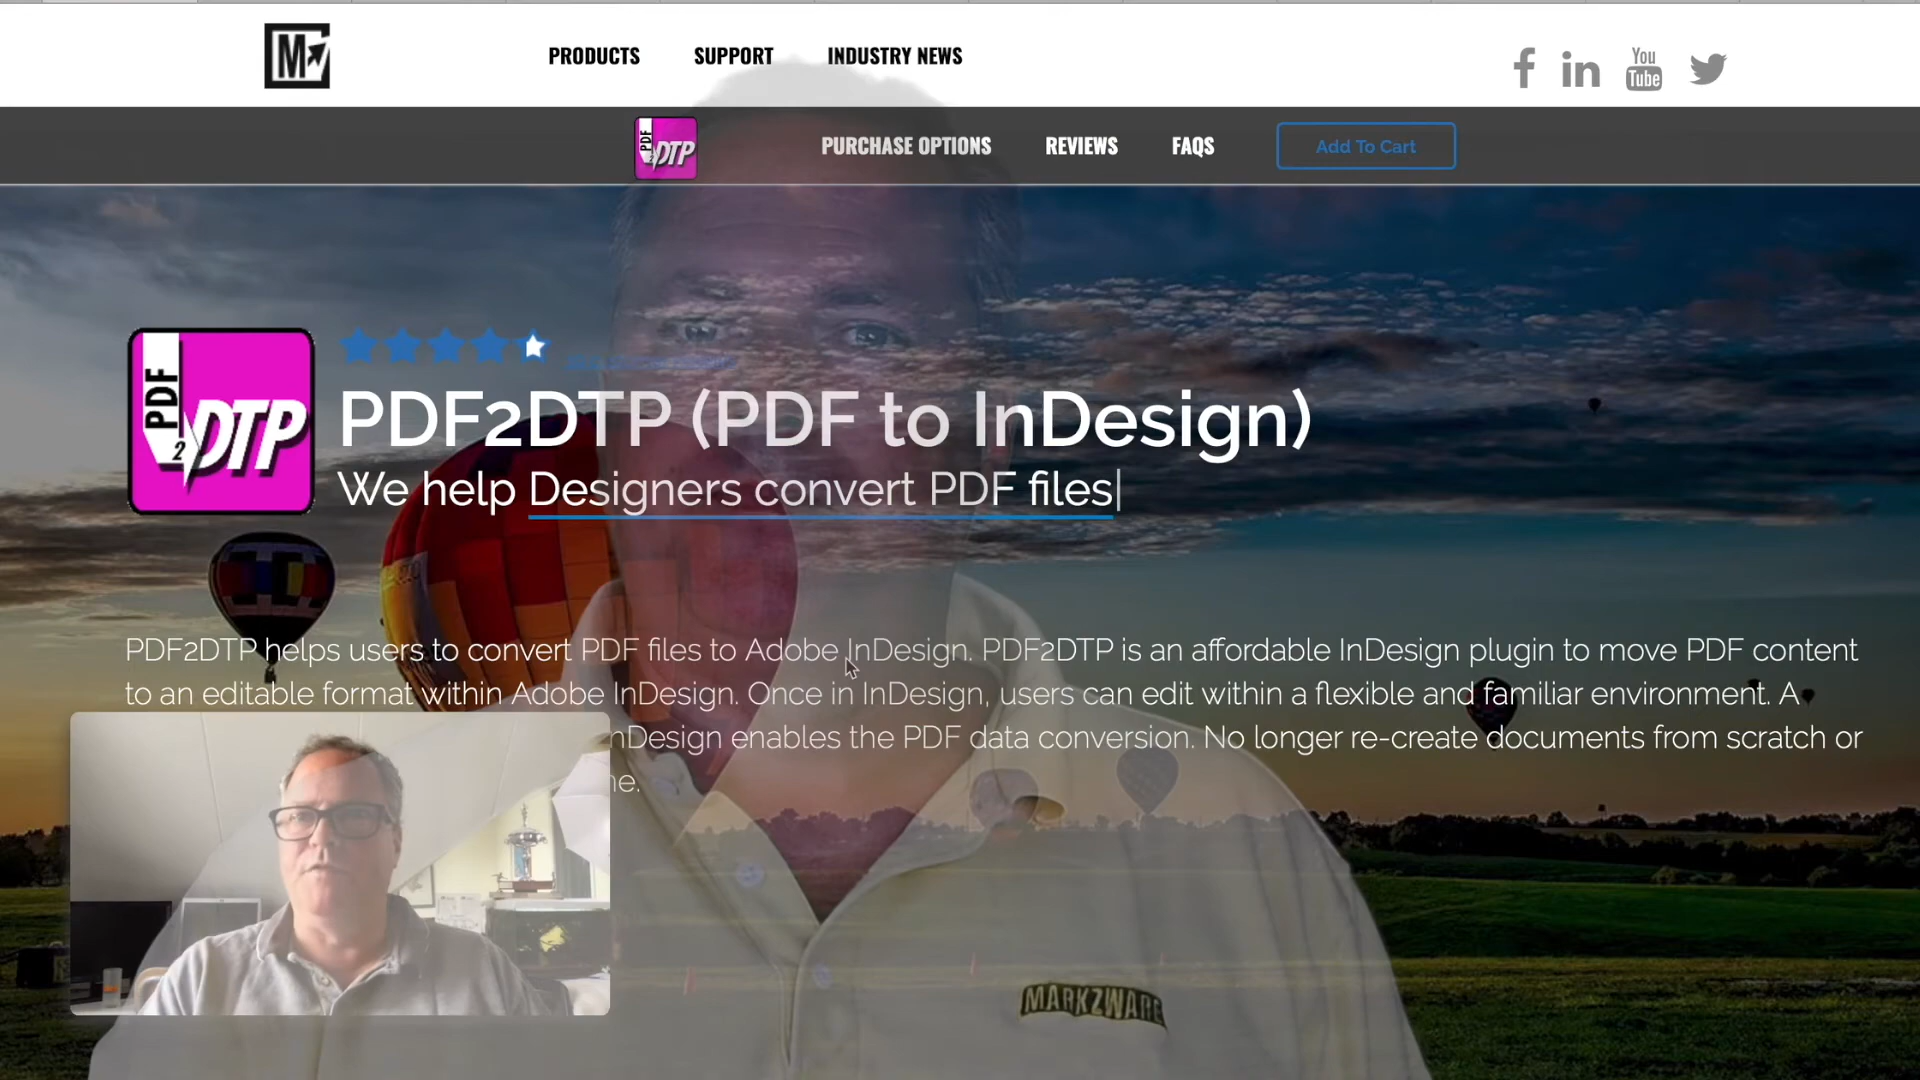 PRODUCTS SUPPORT INDUSTRY NEWS
You
Tube
PDF
DTP
PURCHASE OPTIONS REVIEWS FAQS Add To Cart
PDF
2
DTP
PDF2DTP (PDF to InDesign)
We help Designers convert PDF files
PDF2DTP helps users to convert PDF files to Adobe InDesign. PDF2DTP is an affordable InDesign plugin to move PDF content
to an editable format within Adobe InDesign. Once in InDesign, users can edit within a flexible and familiar environment. A
nDesign enables the PDF data conversion. No longer re-create documents from scratch or
e.
MARKZWARE